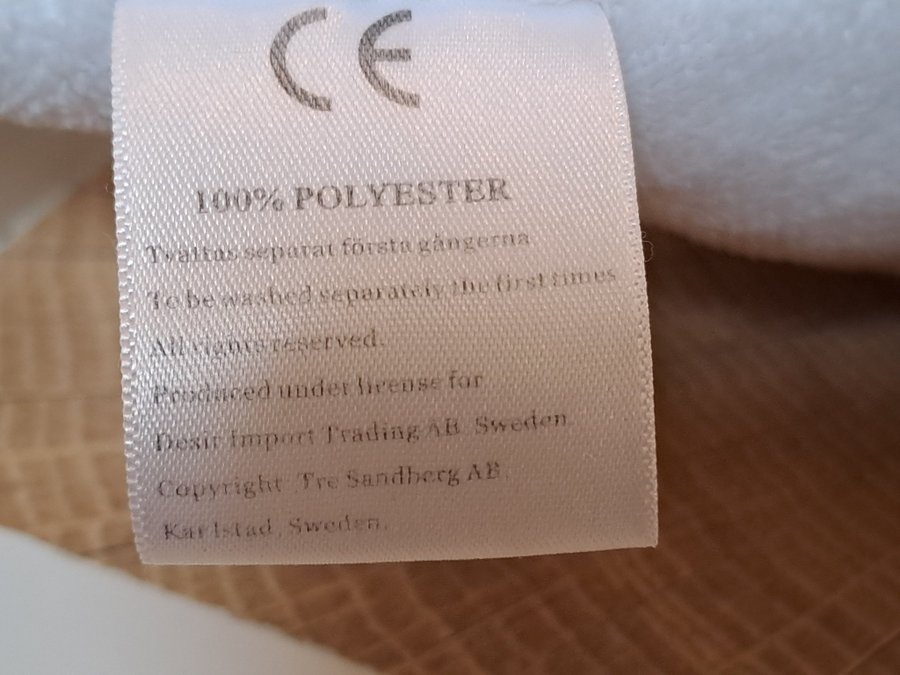 CE
100% POLYESTER
Tvättas separat första gångerna
To be washed separately the first times
All rights reserved.
Produced under license for
Desir Import Trading AB Sweden
Copyright Tre Sandberg AB,
Karlstad, Sweden.